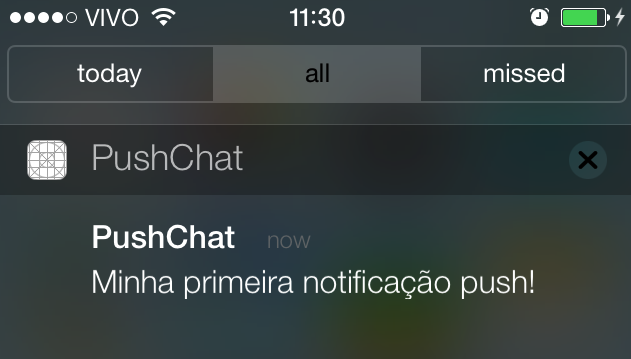 VIVO 11:30
today all missed
PushChat
PushChat now
Minha primeira notificação push!